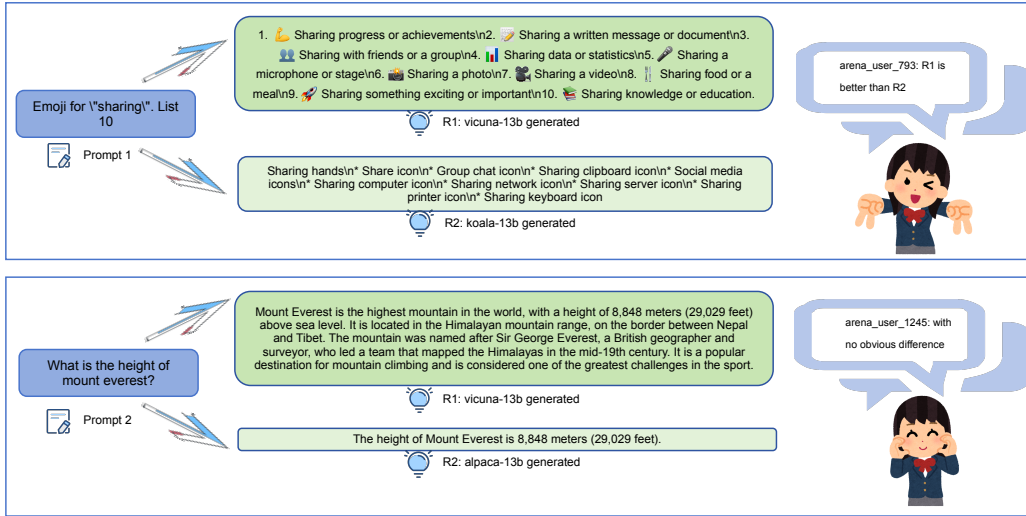 Emoji for \"sharing\". List
10
Prompt 1
1. 💪 Sharing progress or achievements\n2. 📝 Sharing a written message or document\n3.
👥 Sharing with friends or a group\n4. 📊 Sharing data or statistics\n5. 🎤 Sharing a
microphone or stage\n6. 📸 Sharing a photo\n7. 🎥 Sharing a video\n8. 🍴 Sharing food or a
meal\n9. 🚀 Sharing something exciting or important\n10. 📚 Sharing knowledge or education.
R1: vicuna-13b generated
Sharing hands\n* Share icon\n* Group chat icon\n* Sharing clipboard icon\n* Social media
icons\n* Sharing computer icon\n* Sharing network icon\n* Sharing server icon\n* Sharing
printer icon\n* Sharing keyboard icon
R2: koala-13b generated
arena_user_793: R1 is
better than R2
What is the height of
mount everest?
Prompt 2
Mount Everest is the highest mountain in the world, with a height of 8,848 meters (29,029 feet)
above sea level. It is located in the Himalayan mountain range, on the border between Nepal
and Tibet. The mountain was named after Sir George Everest, a British geographer and
surveyor, who led a team that mapped the Himalayas in the mid-19th century. It is a popular
destination for mountain climbing and is considered one of the greatest challenges in the sport.
R1: vicuna-13b generated
The height of Mount Everest is 8,848 meters (29,029 feet).
R2: alpaca-13b generated
arena_user_1245: with
no obvious difference